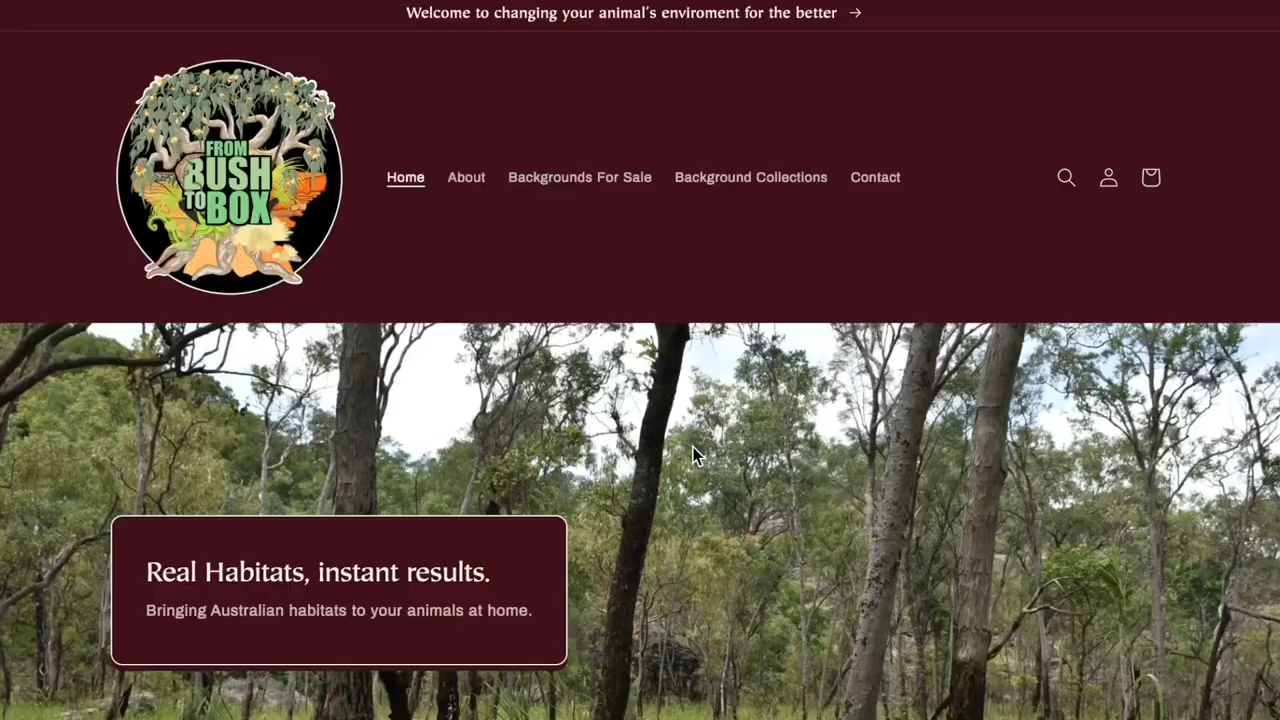 Welcome to changing your animal's enviroment for the better
FROM
BUSH
TO BOX
Home About Backgrounds For Sale Background Collections Contact
Real Habitats, instant results.
Bringing Australian habitats to your animals at home.